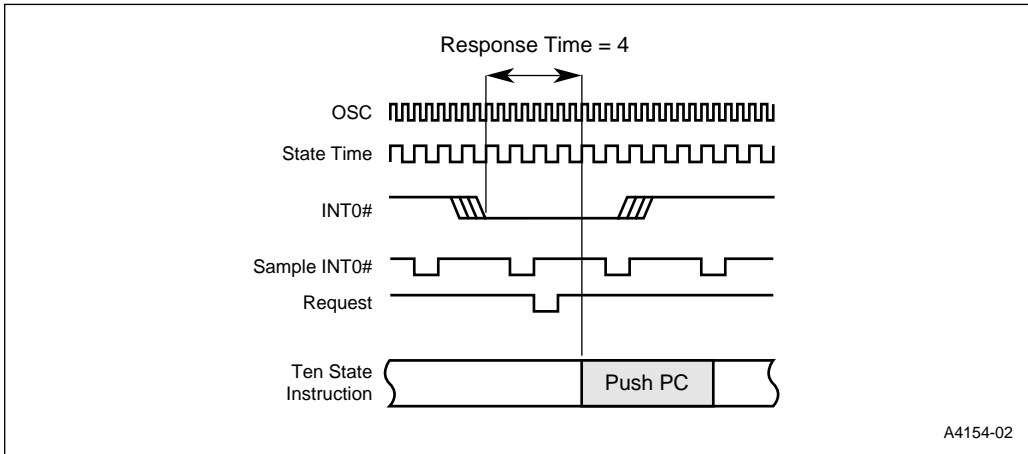 Response Time = 4
OSC
State Time
INT0#
Sample INT0#
Request
Ten State
Instruction
Push PC
A4154-02